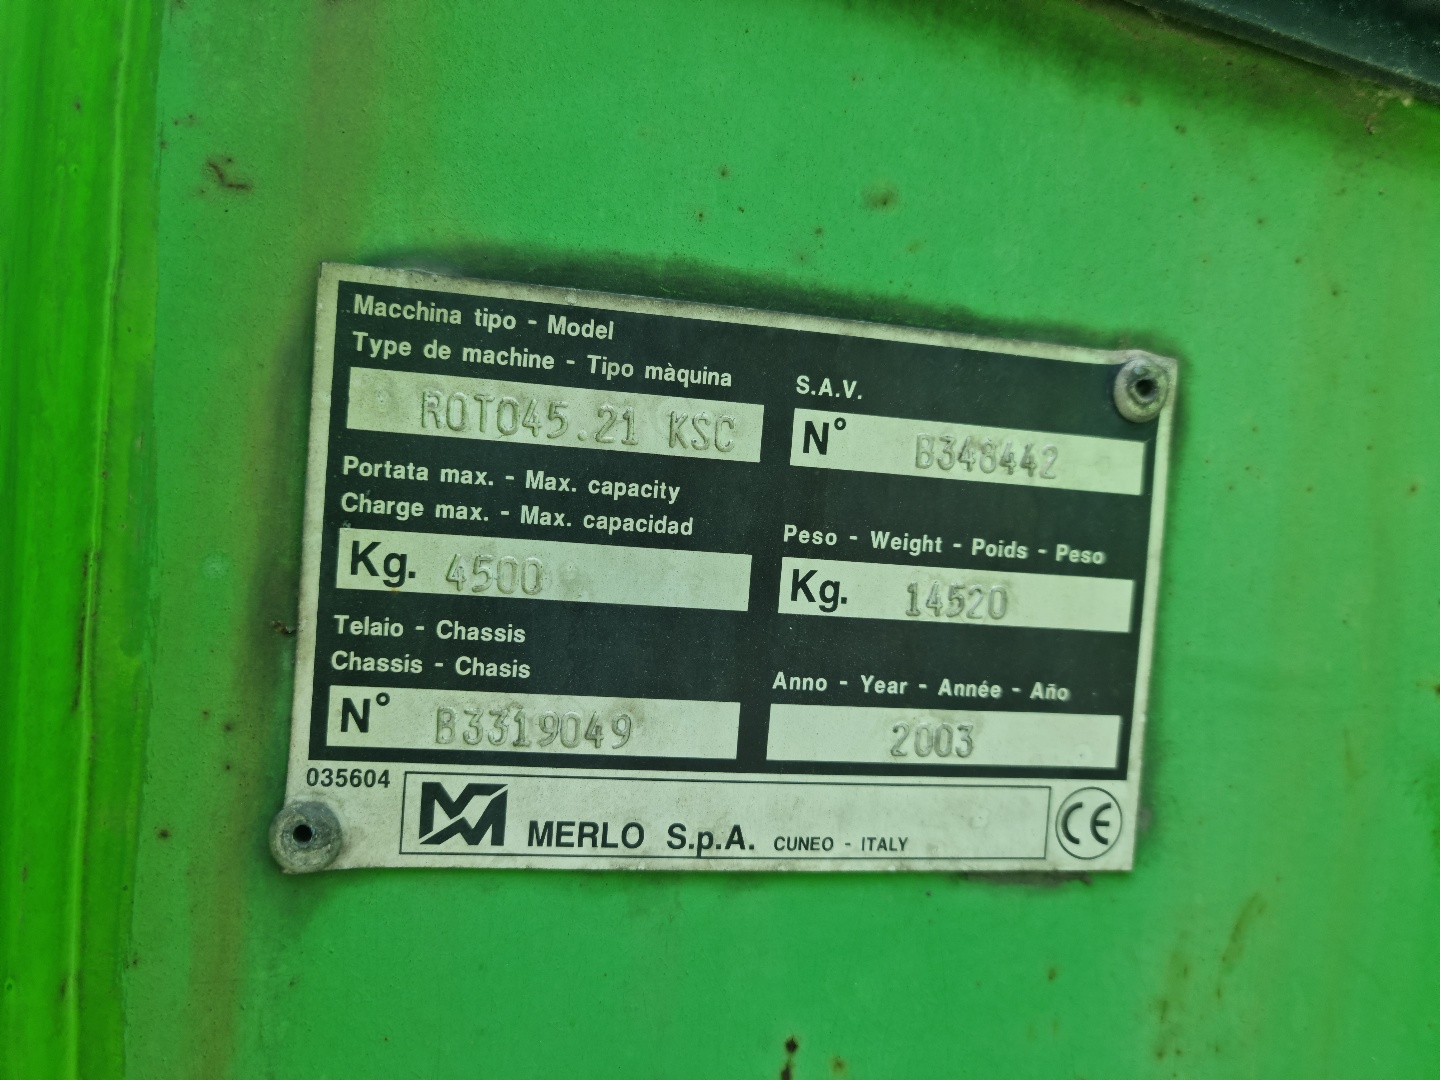 Macchina tipo - Model
Type de machine - Tipo màquina
ROTO45.21 KSC
S.A.V.
N° B348442
Portata max. - Max. capacity
Charge max. - Max. capacidad
Kg. 4500
Peso - Weight - Poids - Peso
Kg. 14520
Telaio - Chassis
Chassis - Chasis
N° B3319049
Anno - Year - Année - Año
2003
035604
MERLO S.p.A. CUNEO - ITALY
CE